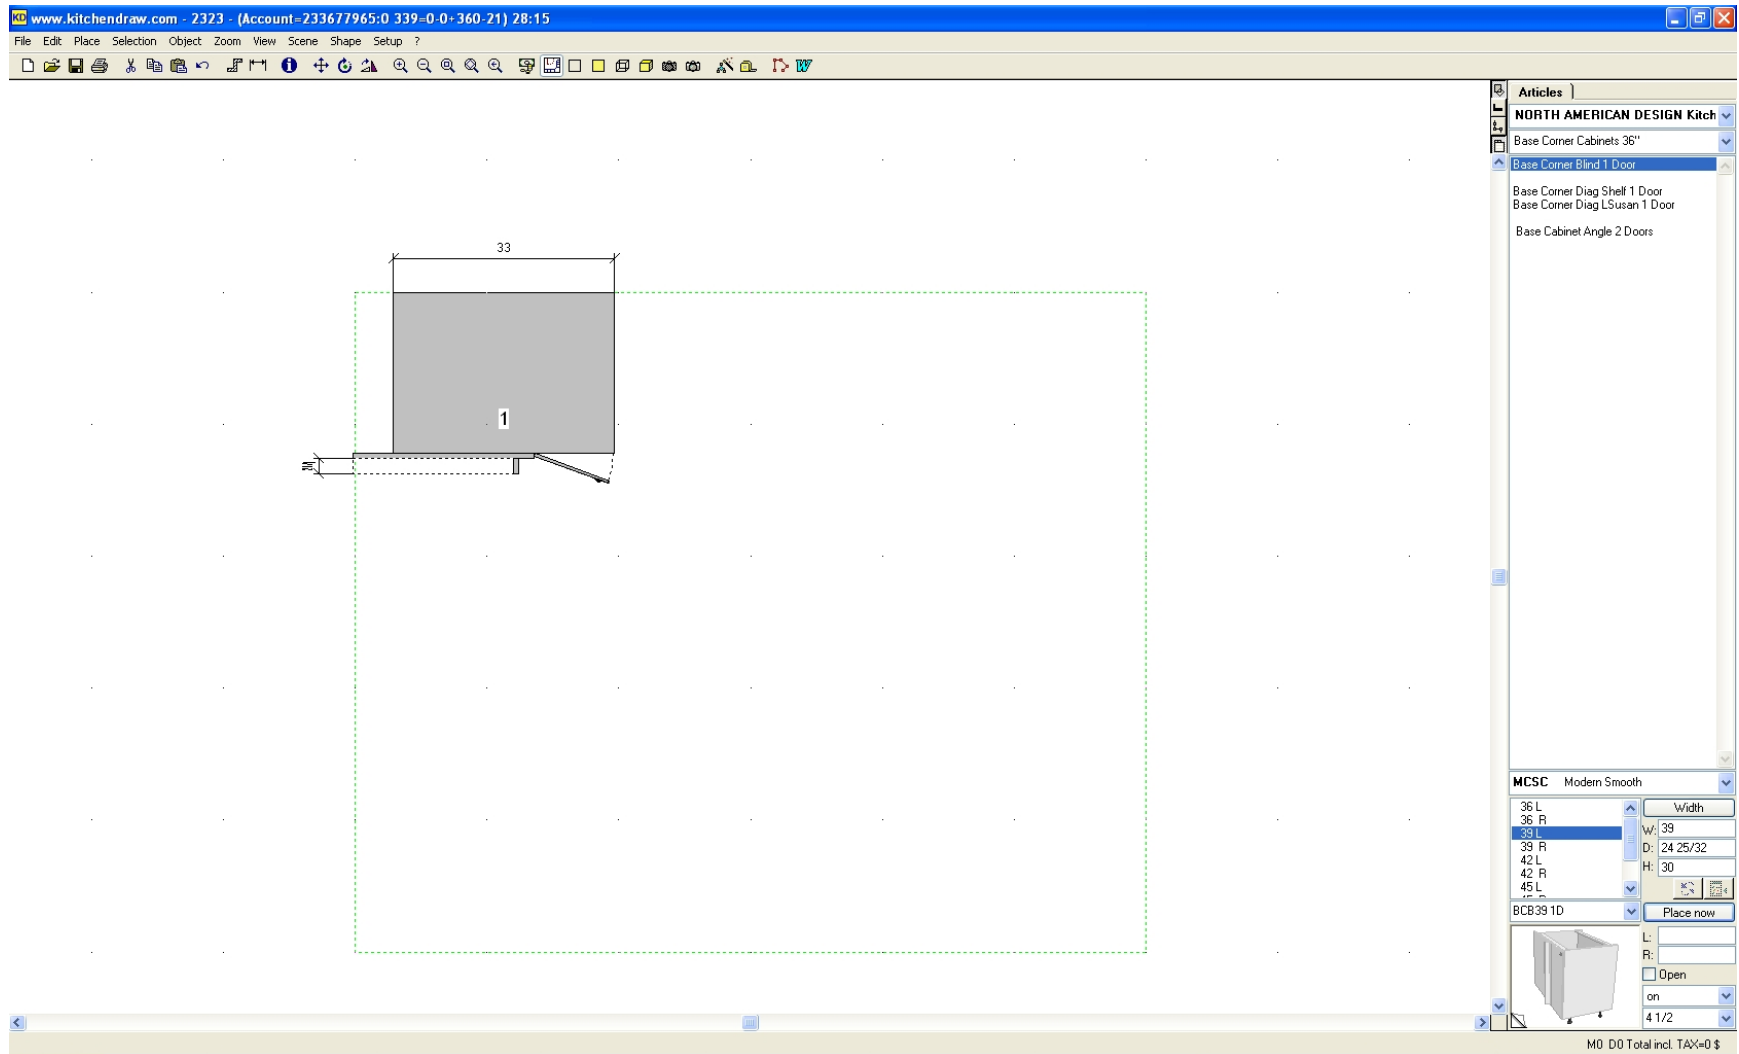 KD www.kitchendraw.com - 2323 - (Account=233677965:0 339=0-0+360-21) 28:15
File Edit Place Selection Object Zoom View Scene Shape Setup ?
W
Articles
NORTH AMERICAN DESIGN Kitch
Base Corner Cabinets 36"
Base Corner Blind 1 Door
Base Corner Diag Shelf 1 Door
Base Corner Diag LSusan 1 Door
Base Cabinet Angle 2 Doors
33
1
MCSC Modern Smooth
36 L
36 R
39 L
39 R
42 L
42 R
45 L
Width
W: 39
D: 24 25/32
H: 30
BCB39 1D
Place now
L:
R:
Open
on
4 1/2
M0 D0 Total incl. TAX=0 $